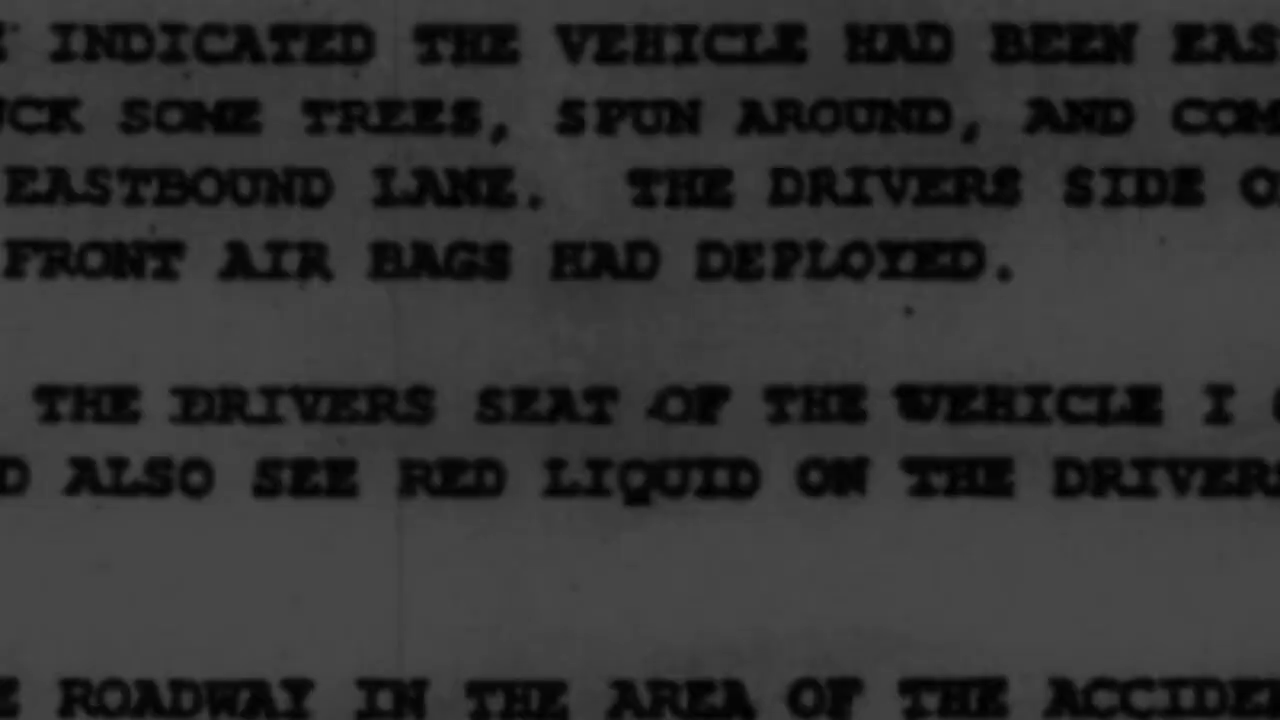 INDICATED THE VEHICLE HAD BEEN EAS
UCK SOME TREES, SPUN AROUND, AND COM
EASTBOUND LANE. THE DRIVERS SIDE O
FRONT AIR BAGS HAD DEPLOYED.
THE DRIVERS SEAT OF THE VEHICLE I
D ALSO SEE RED LIQUID ON THE DRIVER
ROADWAY IN THE AREA OF THE ACCIDE